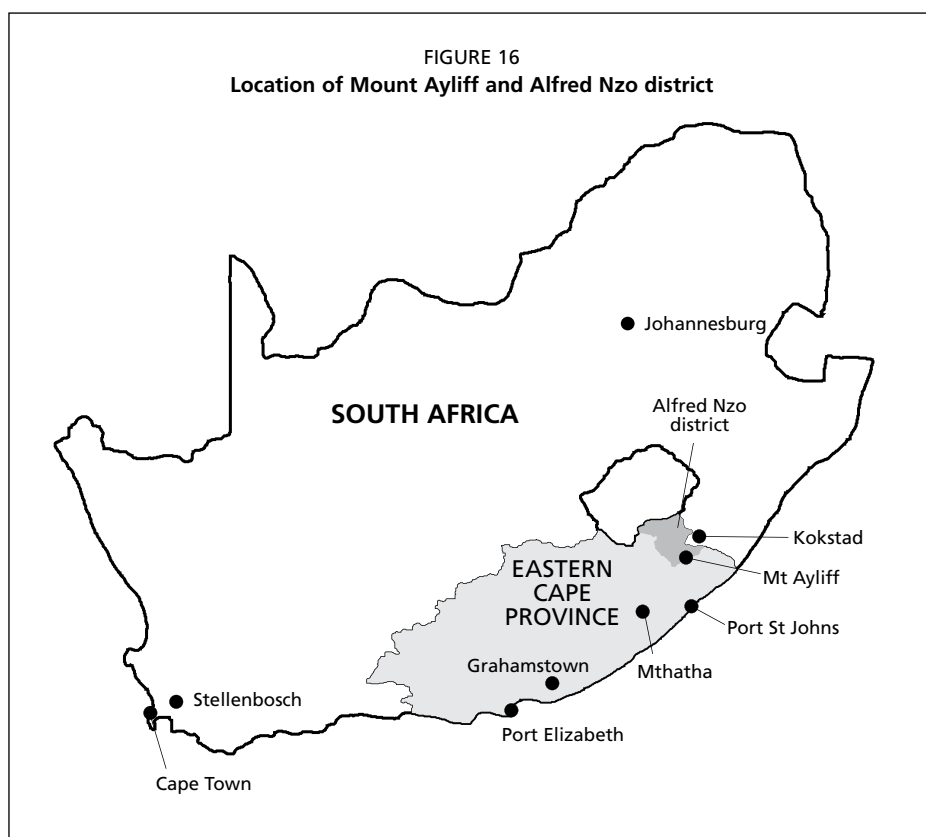 FIGURE 16
Location of Mount Ayliff and Alfred Nzo district
Johannesburg
SOUTH AFRICA
Alfred Nzo
district
Kokstad
EASTERN
CAPE
PROVINCE
Mt Ayliff
Port St Johns
Grahamstown
Mthatha
Stellenbosch
Port Elizabeth
Cape Town